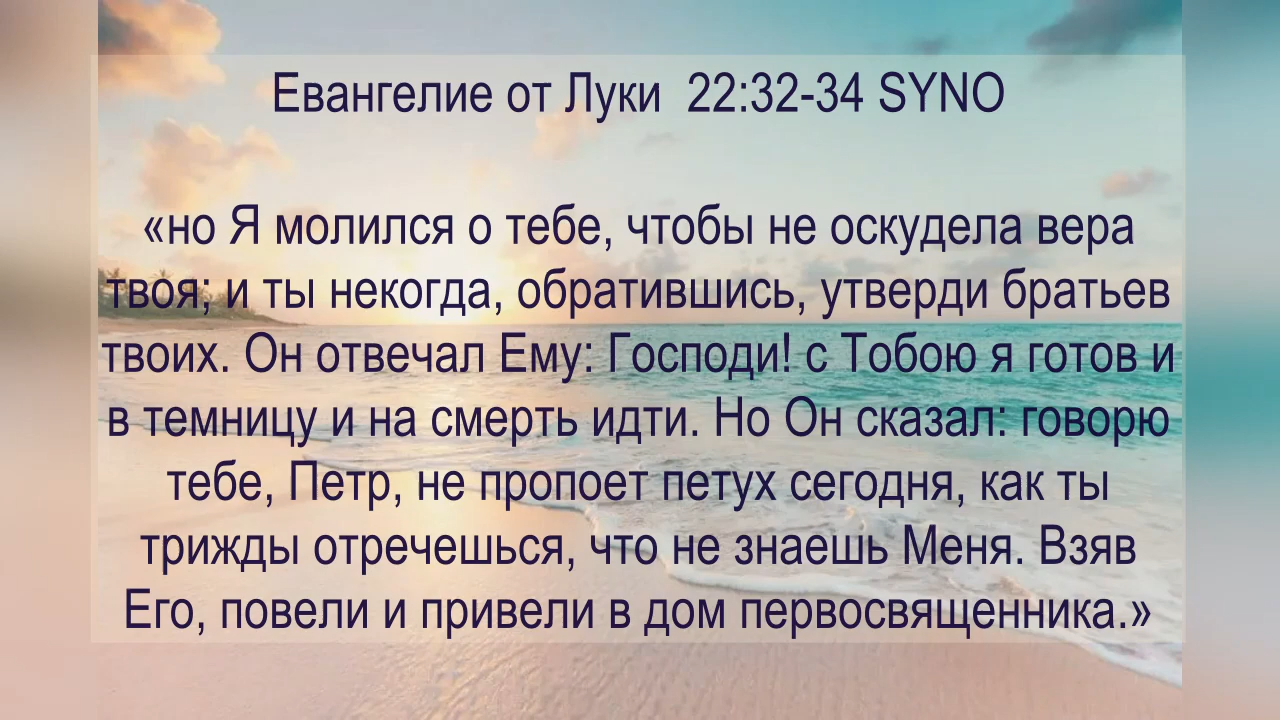 Евангелие от Луки 22:32-34 SYNO
«но Я молился о тебе, чтобы не оскудела вера
твоя; и ты некогда, обратившись, утверди братьев
твоих. Он отвечал Ему: Господи! с Тобою я готов и
в темницу и на смерть идти. Но Он сказал: говорю
тебе, Петр, не пропоет петух сегодня, как ты
трижды отречешься, что не знаешь Меня. Взяв
Его, повели и привели в дом первосвященника.»